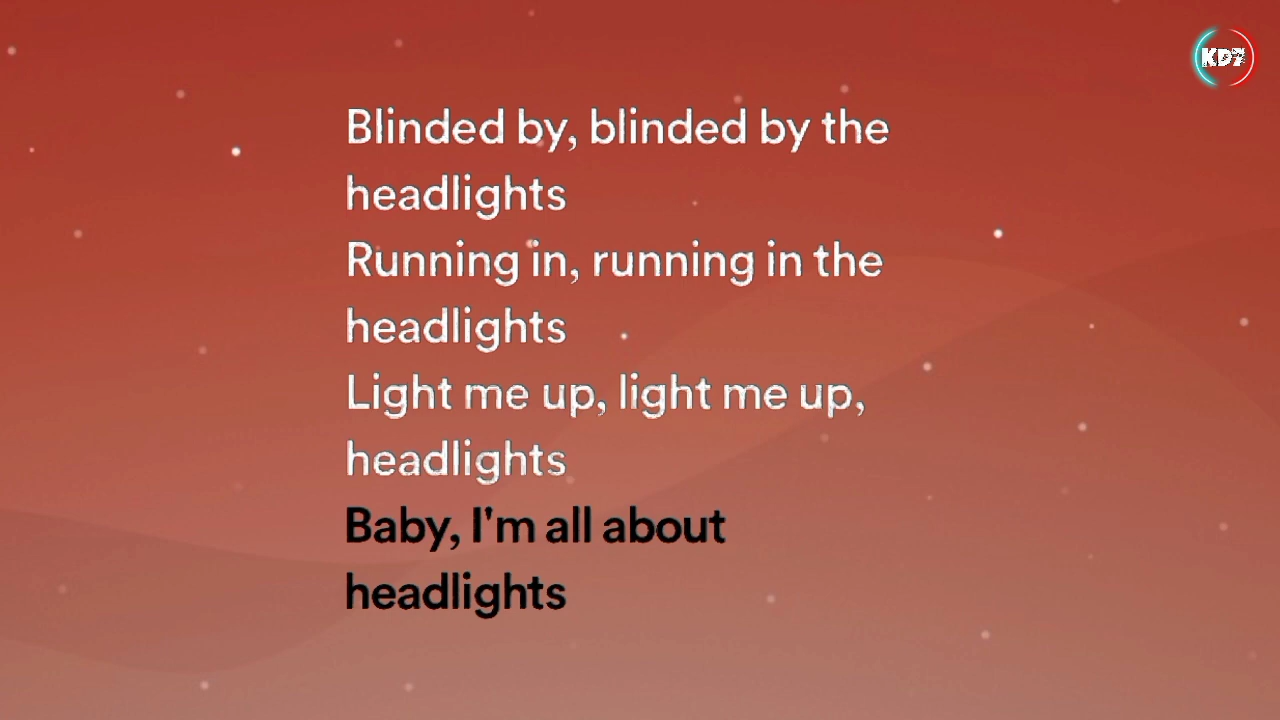 KD7
Blinded by, blinded by the
headlights
Running in, running in the
headlights
Light me up, light me up,
headlights
Baby, I'm all about
headlights